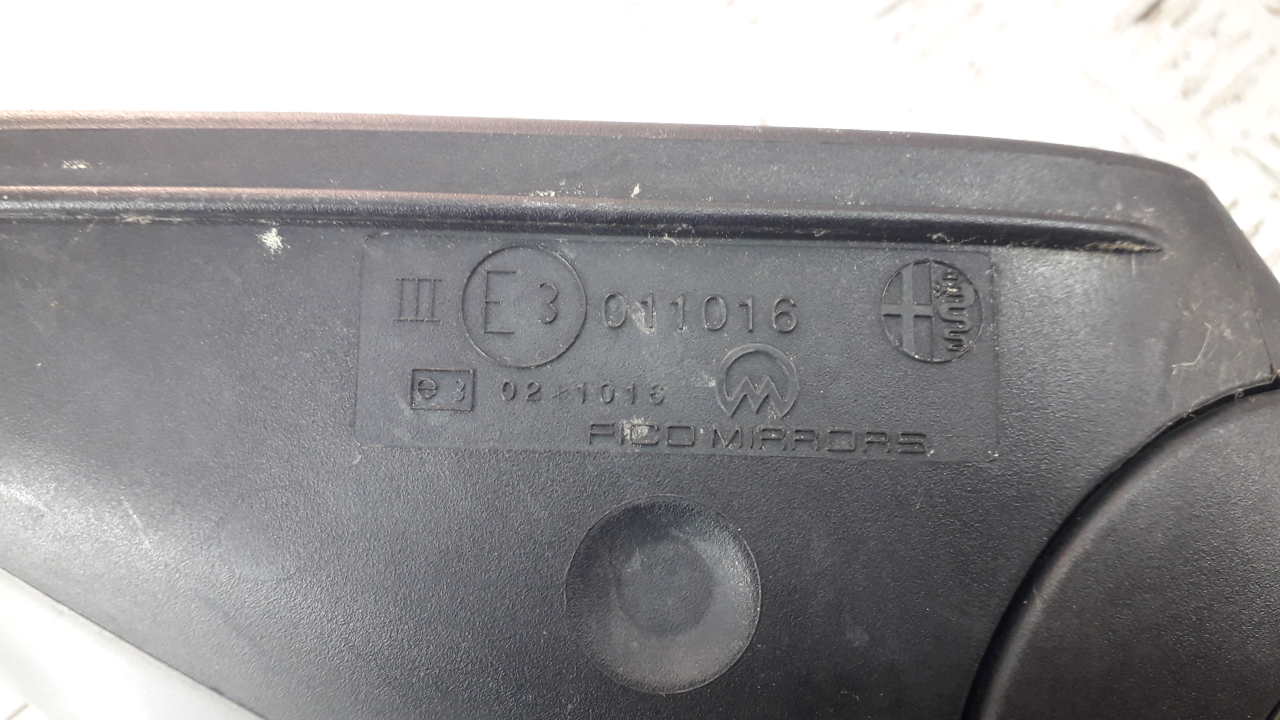 III E3 011016
e3 02*1016
FICO MIRRORS